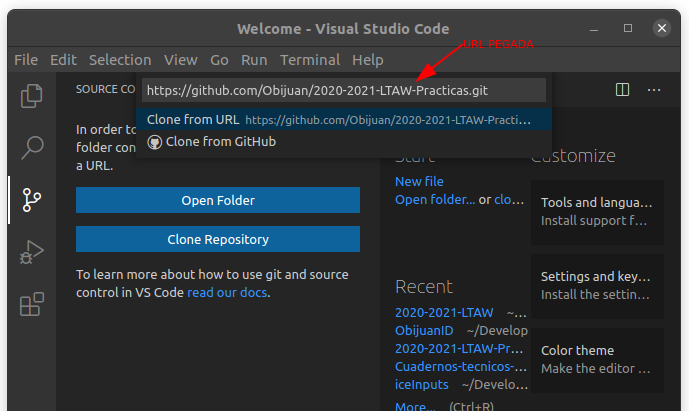 Welcome - Visual Studio Code
URL PEGADA
File Edit Selection View Go Run Terminal Help
SOURCE CO
https://github.com/Obijuan/2020-2021-LTAW-Practicas.git
Clone from URL https://github.com/Obijuan/2020-2021-LTAW-Practi...
Clone from GitHub
In order to
folder con
a URL.
Open Folder
Clone Repository
To learn more about how to use git and source
control in VS Code read our docs.
Start
New file
Open folder... or clo...
Recent
2020-2021-LTAW ~...
ObijuanID ~/Develop
2020-2021-LTAW-Pr...
Cuadernos-tecnicos-...
iceInputs ~/Develo...
More... (Ctrl+R)
Customize
Tools and langua...
Install support f...
Settings and key...
Install the settin...
Color theme
Make the editor ...